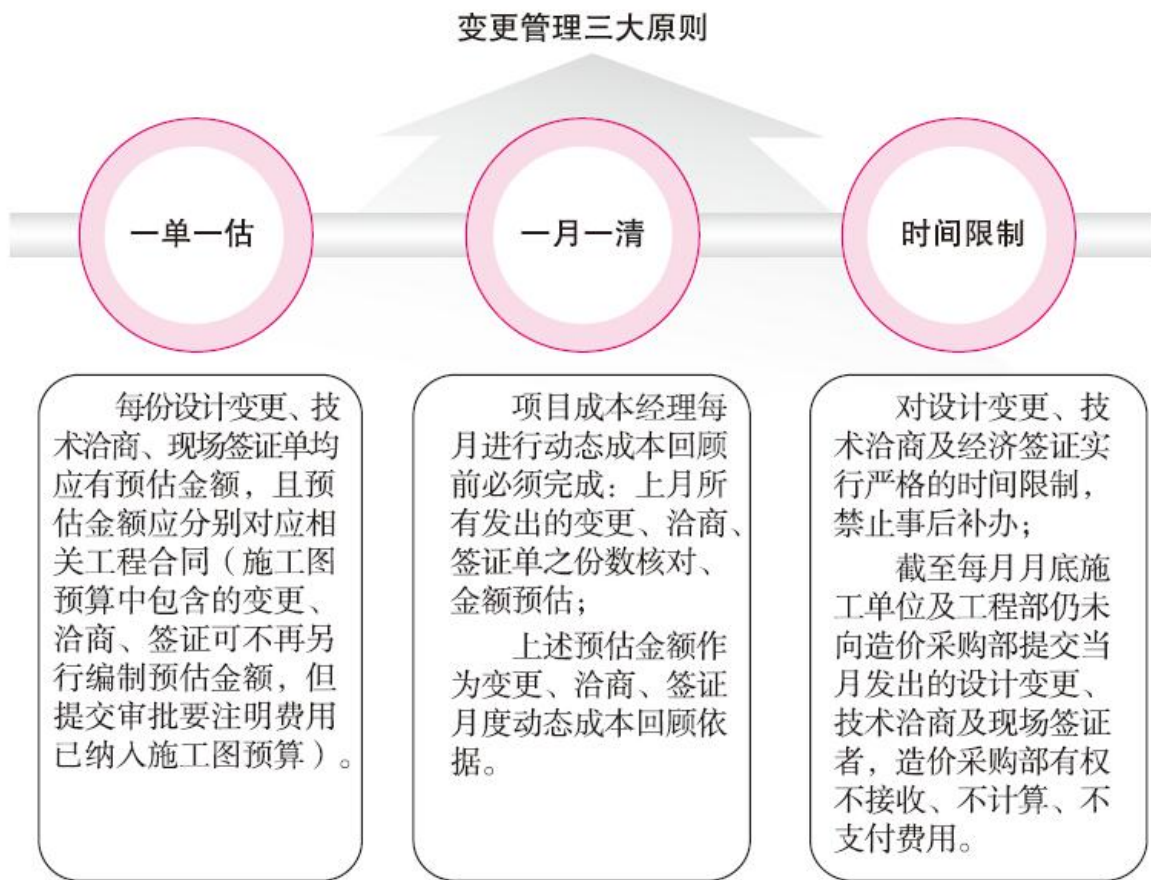 变更管理三大原则
一单一估
一月一清
时间限制
每份设计变更、技
术洽商、现场签证单均
应有预估金额，且预
估金额应分别对应相
关工程合同（施工图
预算中包含的变更、
洽商、签证可不再另
行编制预估金额，但
提交审批要注明费用
已纳入施工图预算）。
项目成本经理每
月进行动态成本回顾
前必须完成：上月所
有发出的变更、洽商、
签证单之份数核对、
金额预估；
上述预估金额作
为变更、洽商、签证
月度动态成本回顾依
据。
对设计变更、技
术洽商及经济签证实
行严格的时间限制，
禁止事后补办；
截至每月月底施
工单位及工程部仍未
向造价采购部提交当
月发出的设计变更、
技术洽商及现场签证
者，造价采购部有权
不接收、不计算、不
支付费用。